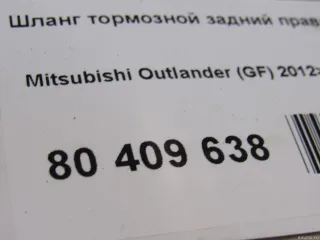 Шланг тормозной задний прав
Mitsubishi Outlander (GF) 2012>
80 409 638